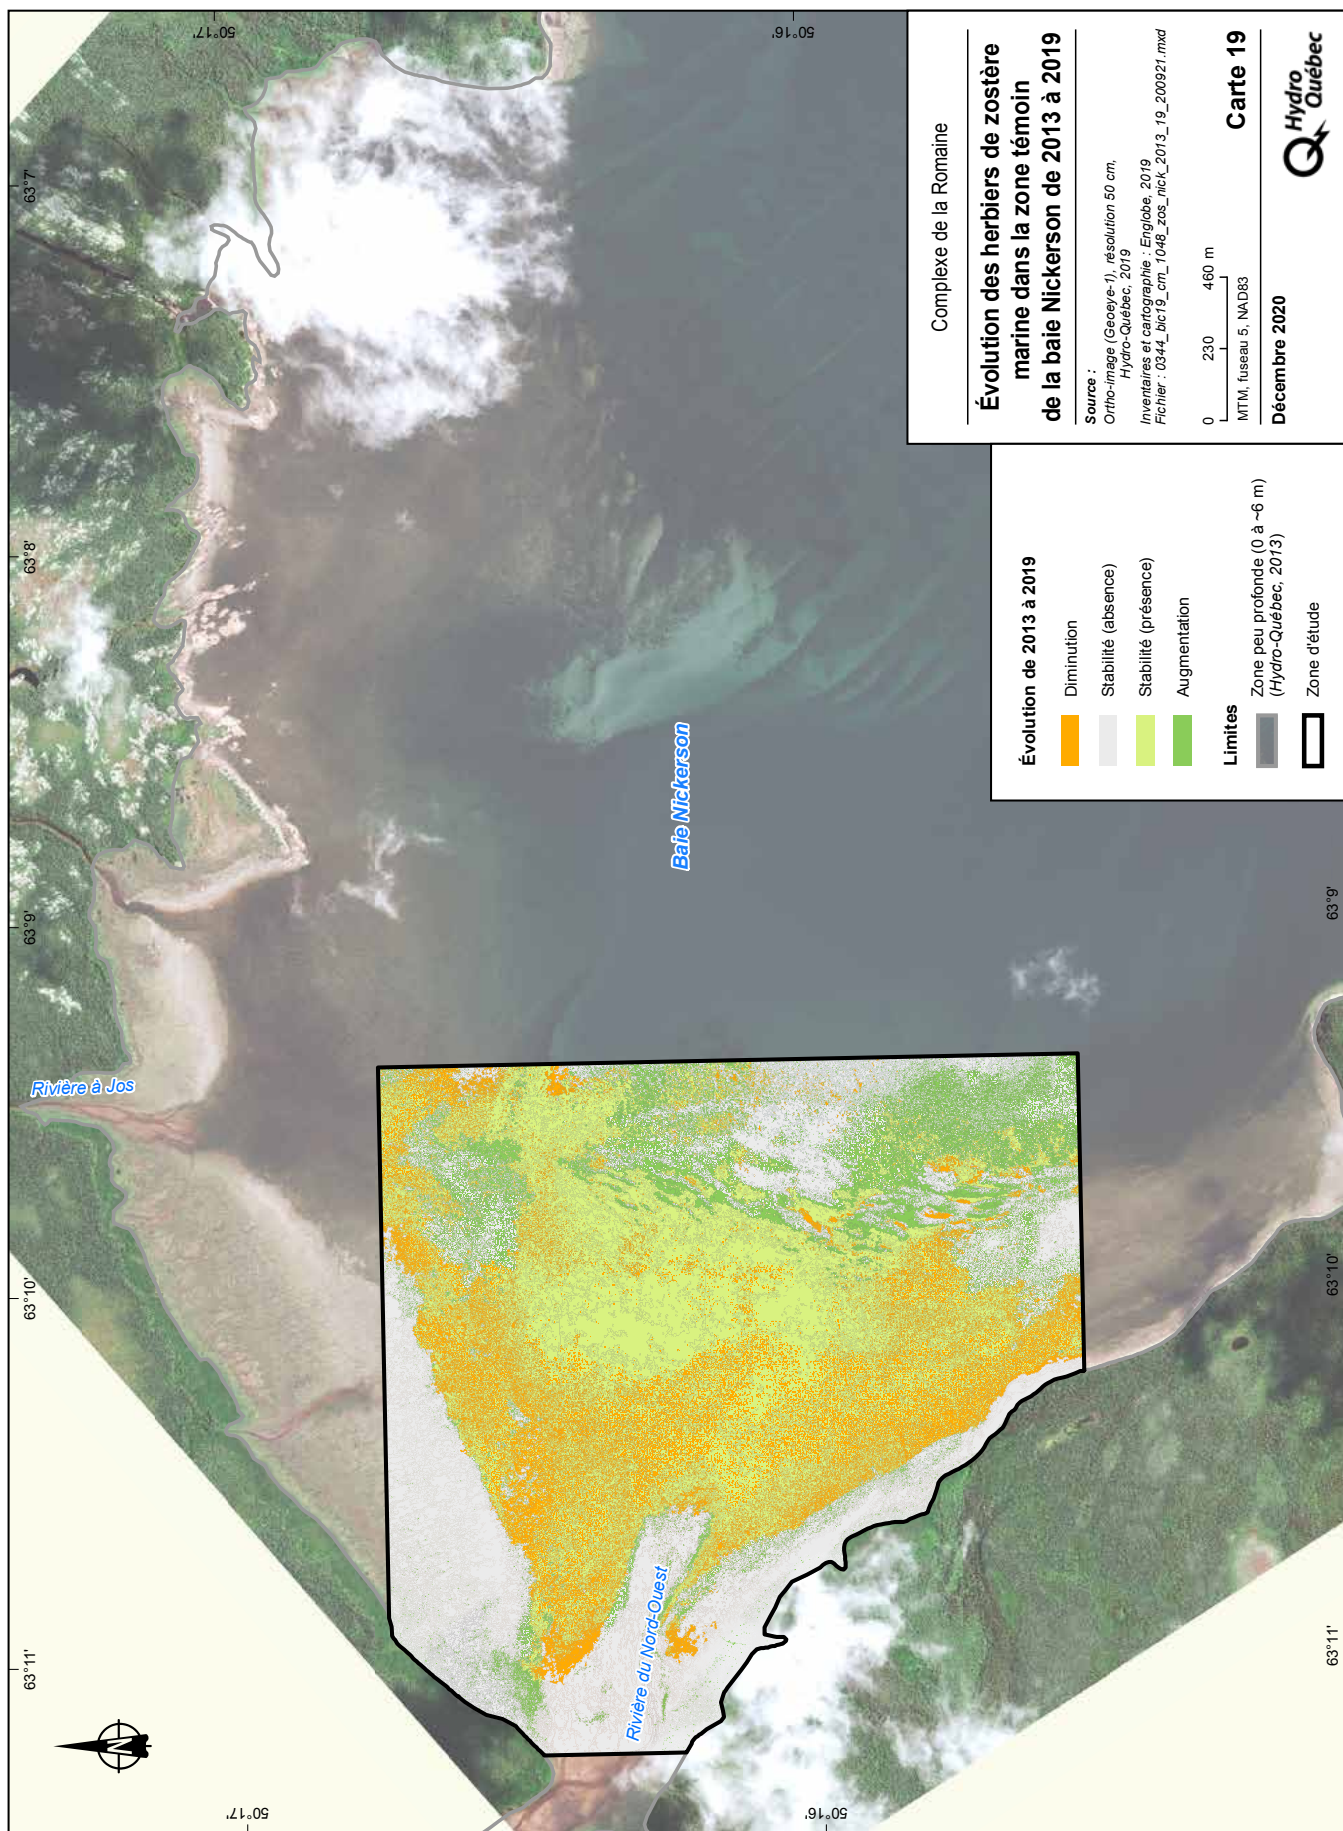 63°11'
63°10'
63°9'
63°8'
63°7'
50°17'
50°16'
50°17'
50°16'
63°11'
63°10'
63°9'
N
Rivière à Jos
Baie Nickerson
Rivière du Nord-Ouest
Évolution de 2013 à 2019
Diminution
Stabilité (absence)
Stabilité (présence)
Augmentation
Limites
Zone peu profonde (0 à ~6 m)
(Hydro-Québec, 2013)
Zone d'étude
Complexe de la Romaine
Évolution des herbiers de zostère
marine dans la zone témoin
de la baie Nickerson de 2013 à 2019
Source :
Ortho-image (Geoeye-1), résolution 50 cm,
Hydro-Québec, 2019
Inventaires et cartographie : Englobe, 2019
Fichier : 0344_bic19_cm_1048_zos_nick_2013_19_200921.mxd
0 230 460 m
MTM, fuseau 5, NAD83
Carte 19
Décembre 2020
Hydro
Québec